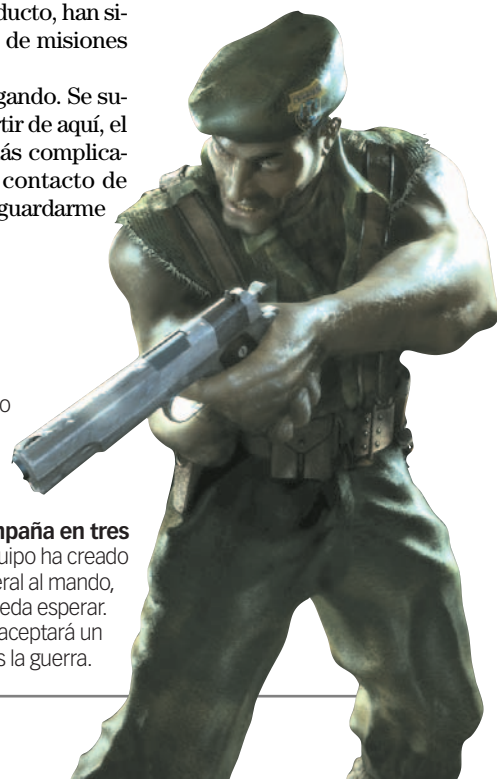 ducto, han si-
de misiones
gando. Se su-
tir de aquí, el
ás complica-
contacto de
guardarme
o
mpaña en tres
uipo ha creado
eral al mando,
eda esperar.
aceptará un
s la guerra.